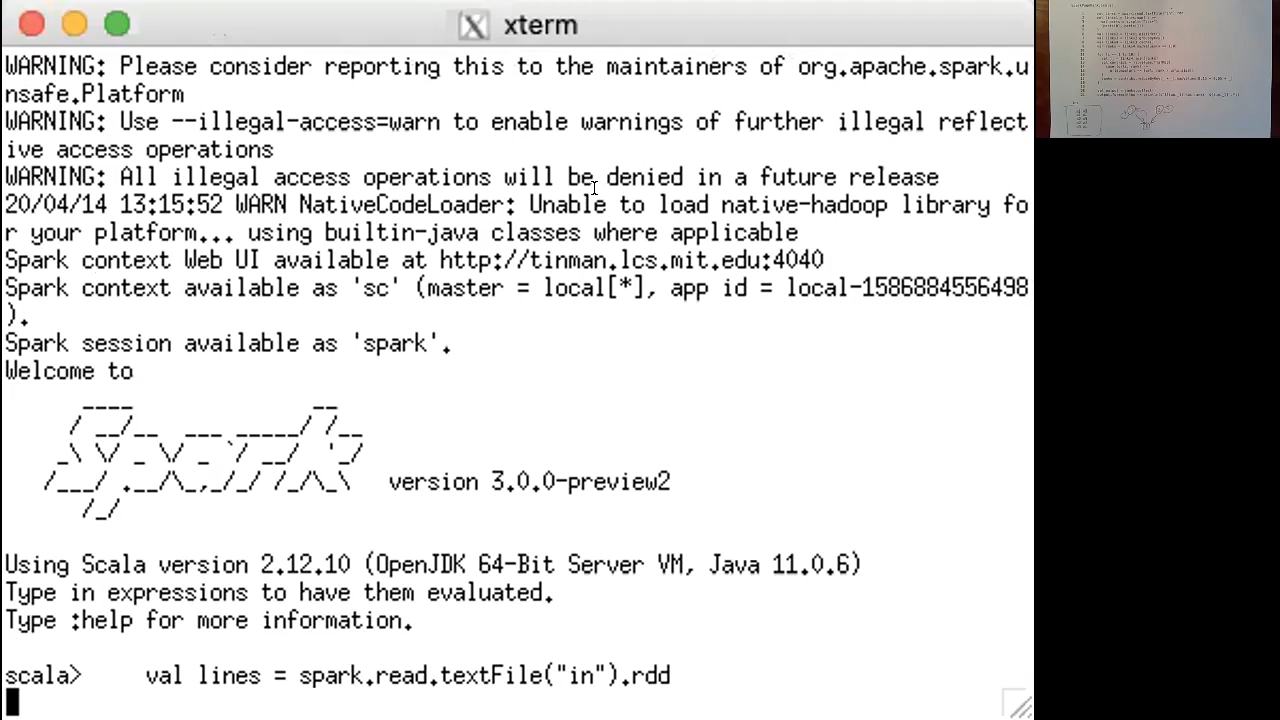 xterm
WARNING: Please consider reporting this to the maintainers of org.apache.spark.u
nsafe.Platform
WARNING: Use --illegal-access=warn to enable warnings of further illegal reflect
ive access operations
WARNING: All illegal access operations will be denied in a future release
20/04/14 13:15:52 WARN NativeCodeLoader: Unable to load native-hadoop library fo
r your platform... using builtin-java classes where applicable
Spark context Web UI available at http://tinman.lcs.mit.edu:4040
Spark context available as 'sc' (master = local[*], app id = local-1586884556498
).
Spark session available as 'spark'.
Welcome to
Spark
version 3.0.0-preview2
Using Scala version 2.12.10 (OpenJDK 64-Bit Server VM, Java 11.0.6)
Type in expressions to have them evaluated.
Type :help for more information.
scala>     val lines = spark.read.textFile("in").rdd